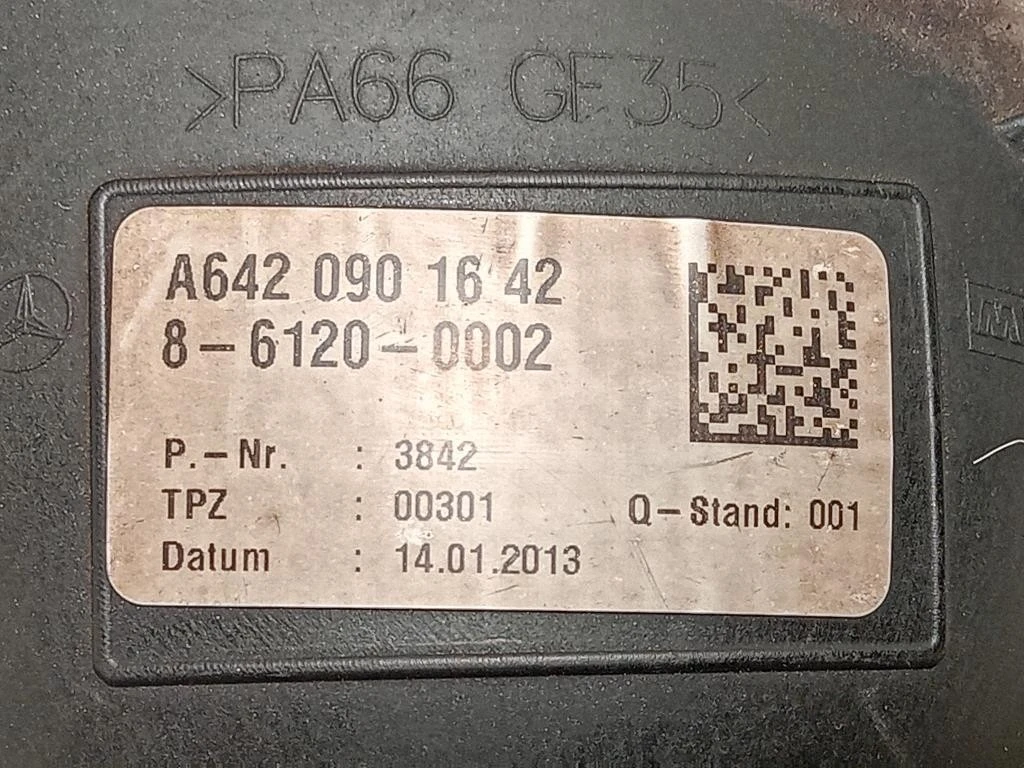 >PA66 GF35<
A642 090 16 42
8-6120-0002
P.-Nr. : 3842
TPZ : 00301 Q-Stand: 001
Datum : 14.01.2013